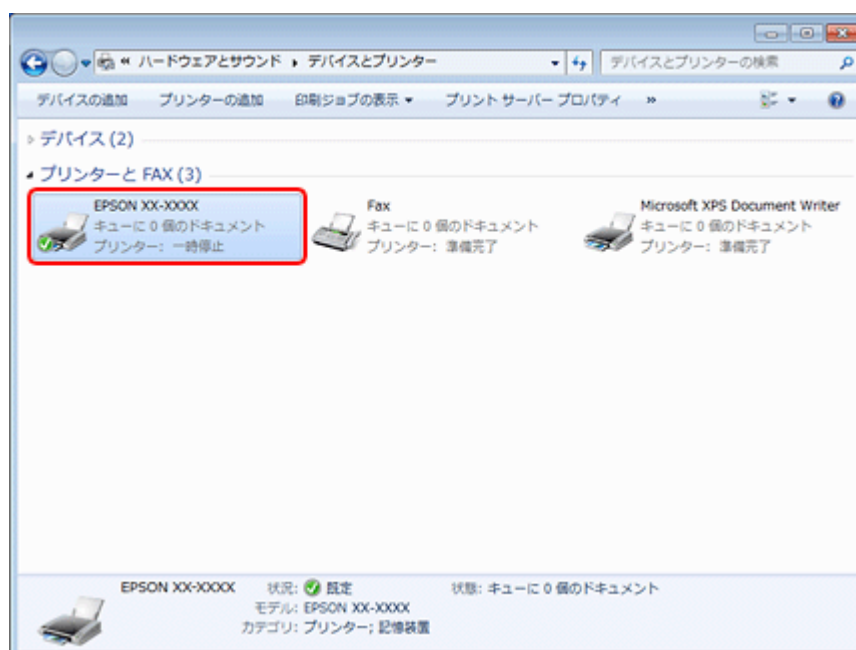 « ハードウェアとサウンド ▸ デバイスとプリンター
デバイスとプリンターの検索
デバイスの追加 プリンターの追加 印刷ジョブの表示 ▼ プリント サーバー プロパティ »
デバイス (2)
プリンターと FAX (3)
EPSON XX-XXXX
キューに 0 個のドキュメント
プリンター: 一時停止
Fax
キューに 0 個のドキュメント
プリンター: 準備完了
Microsoft XPS Document Writer
キューに 0 個のドキュメント
プリンター: 準備完了
EPSON XX-XXXX 状況: 既定 状態: キューに 0 個のドキュメント
モデル: EPSON XX-XXXX
カテゴリ: プリンター; 記憶装置